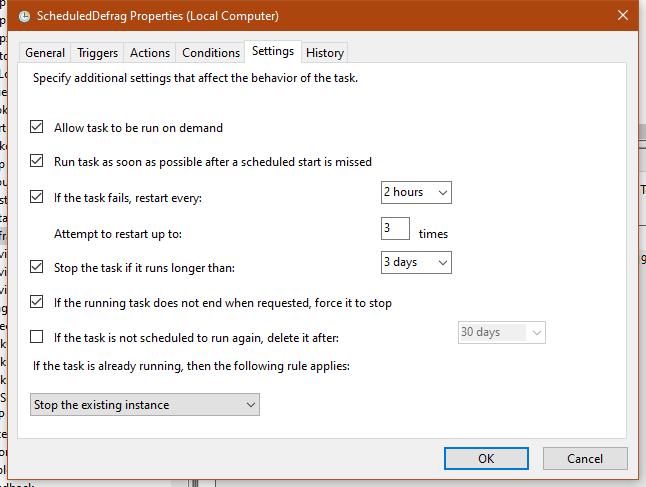 ScheduledDefrag Properties (Local Computer)
General Triggers Actions Conditions Settings History
Specify additional settings that affect the behavior of the task.
Allow task to be run on demand
Run task as soon as possible after a scheduled start is missed
If the task fails, restart every: 2 hours
Attempt to restart up to: 3 times
Stop the task if it runs longer than: 3 days
If the running task does not end when requested, force it to stop
If the task is not scheduled to run again, delete it after: 30 days
If the task is already running, then the following rule applies:
Stop the existing instance
OK Cancel